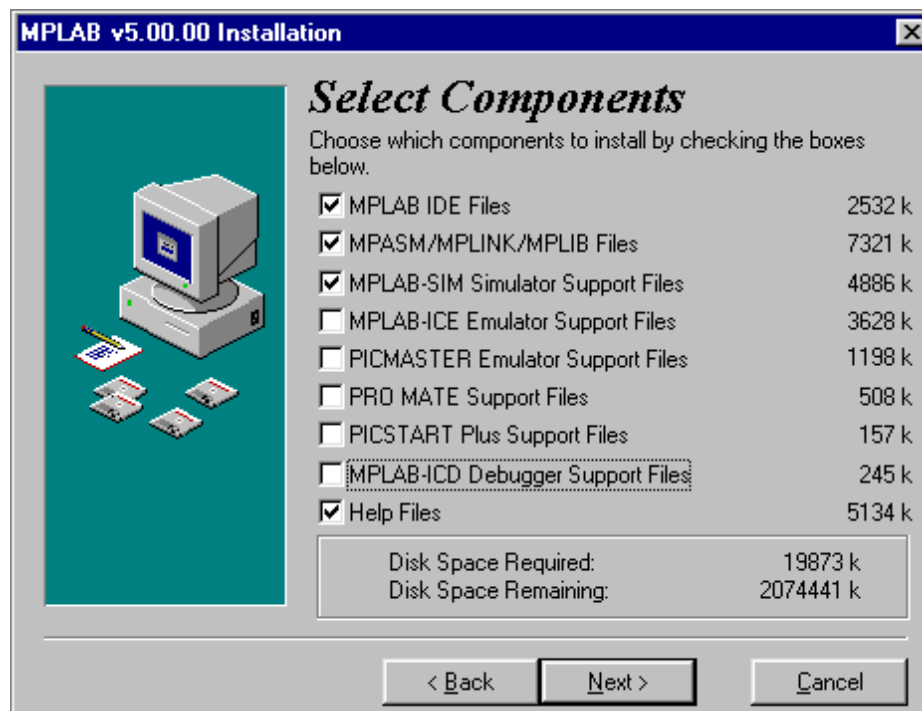 MPLAB v5.00.00 Installation
Select Components
Choose which components to install by checking the boxes
below.
MPLAB IDE Files 2532 k
MPASM/MPLINK/MPLIB Files 7321 k
MPLAB-SIM Simulator Support Files 4886 k
MPLAB-ICE Emulator Support Files 3628 k
PICMASTER Emulator Support Files 1198 k
PRO MATE Support Files 508 k
PICSTART Plus Support Files 157 k
MPLAB-ICD Debugger Support Files 245 k
Help Files 5134 k
Disk Space Required: 19873 k
Disk Space Remaining: 2074441 k
< Back Next > Cancel